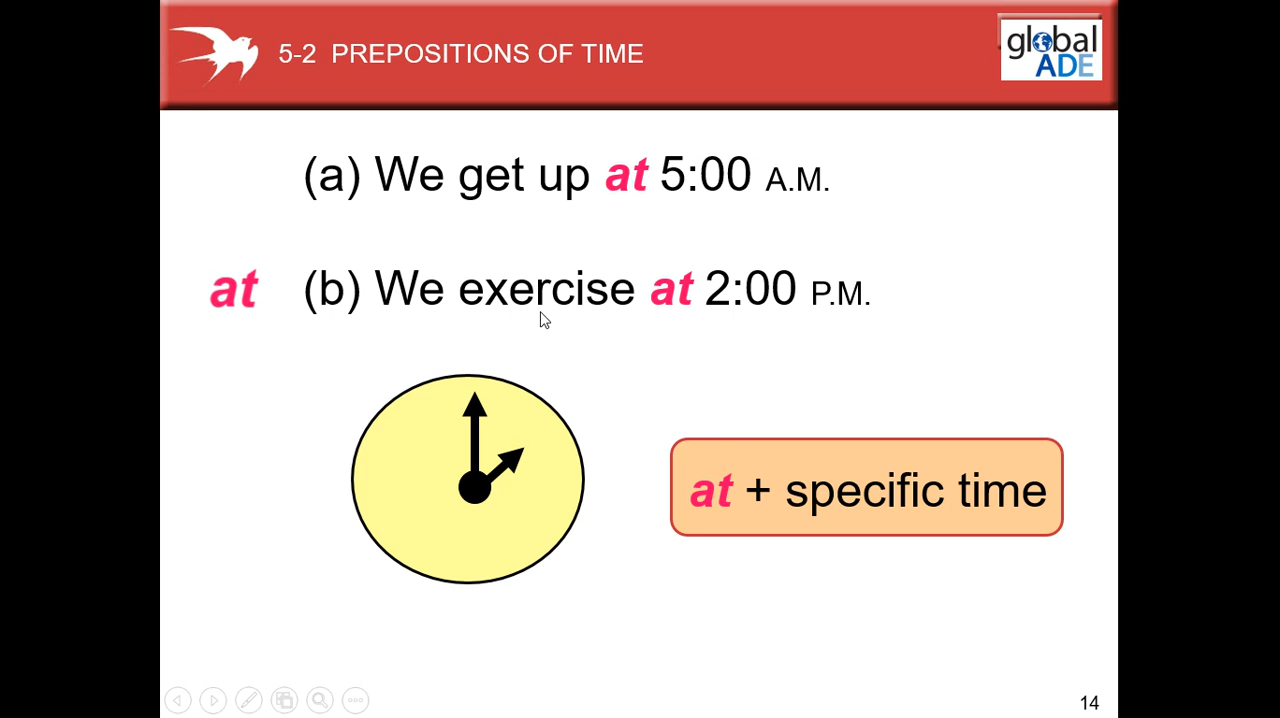 5-2 PREPOSITIONS OF TIME
global
ADE
(a) We get up at 5:00 A.M.
at (b) We exercise at 2:00 P.M.
at + specific time
14